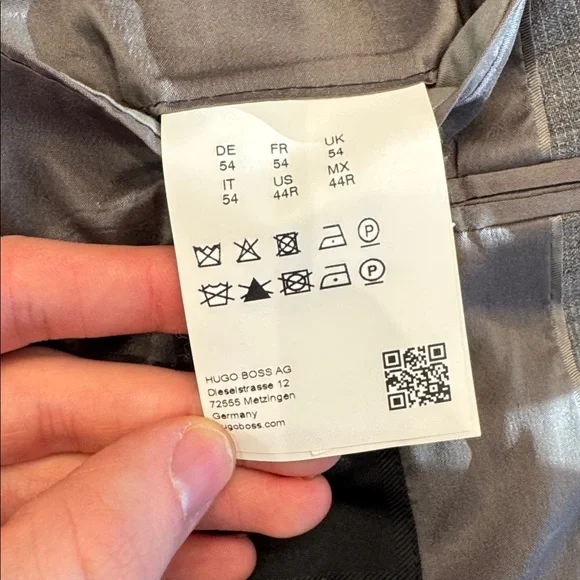 DE FR UK
54 54 54
IT US MX
54 44R 44R
P
P
HUGO BOSS AG
Dieselstrasse 12
72555 Metzingen
Germany
hugoboss.com